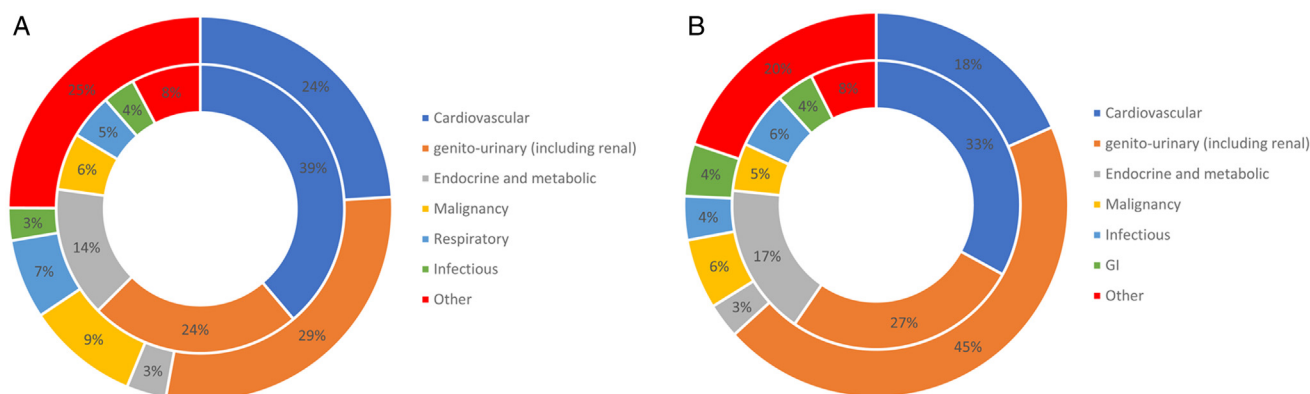 A
24%
39%
29%
24%
3%
14%
9%
6%
7%
5%
3%
4%
25%
8%
Cardiovascular
genito-urinary (including renal)
Endocrine and metabolic
Malignancy
Respiratory
Infectious
Other
B
18%
33%
45%
27%
3%
17%
6%
5%
4%
6%
4%
4%
20%
8%
Cardiovascular
genito-urinary (including renal)
Endocrine and metabolic
Malignancy
Infectious
GI
Other